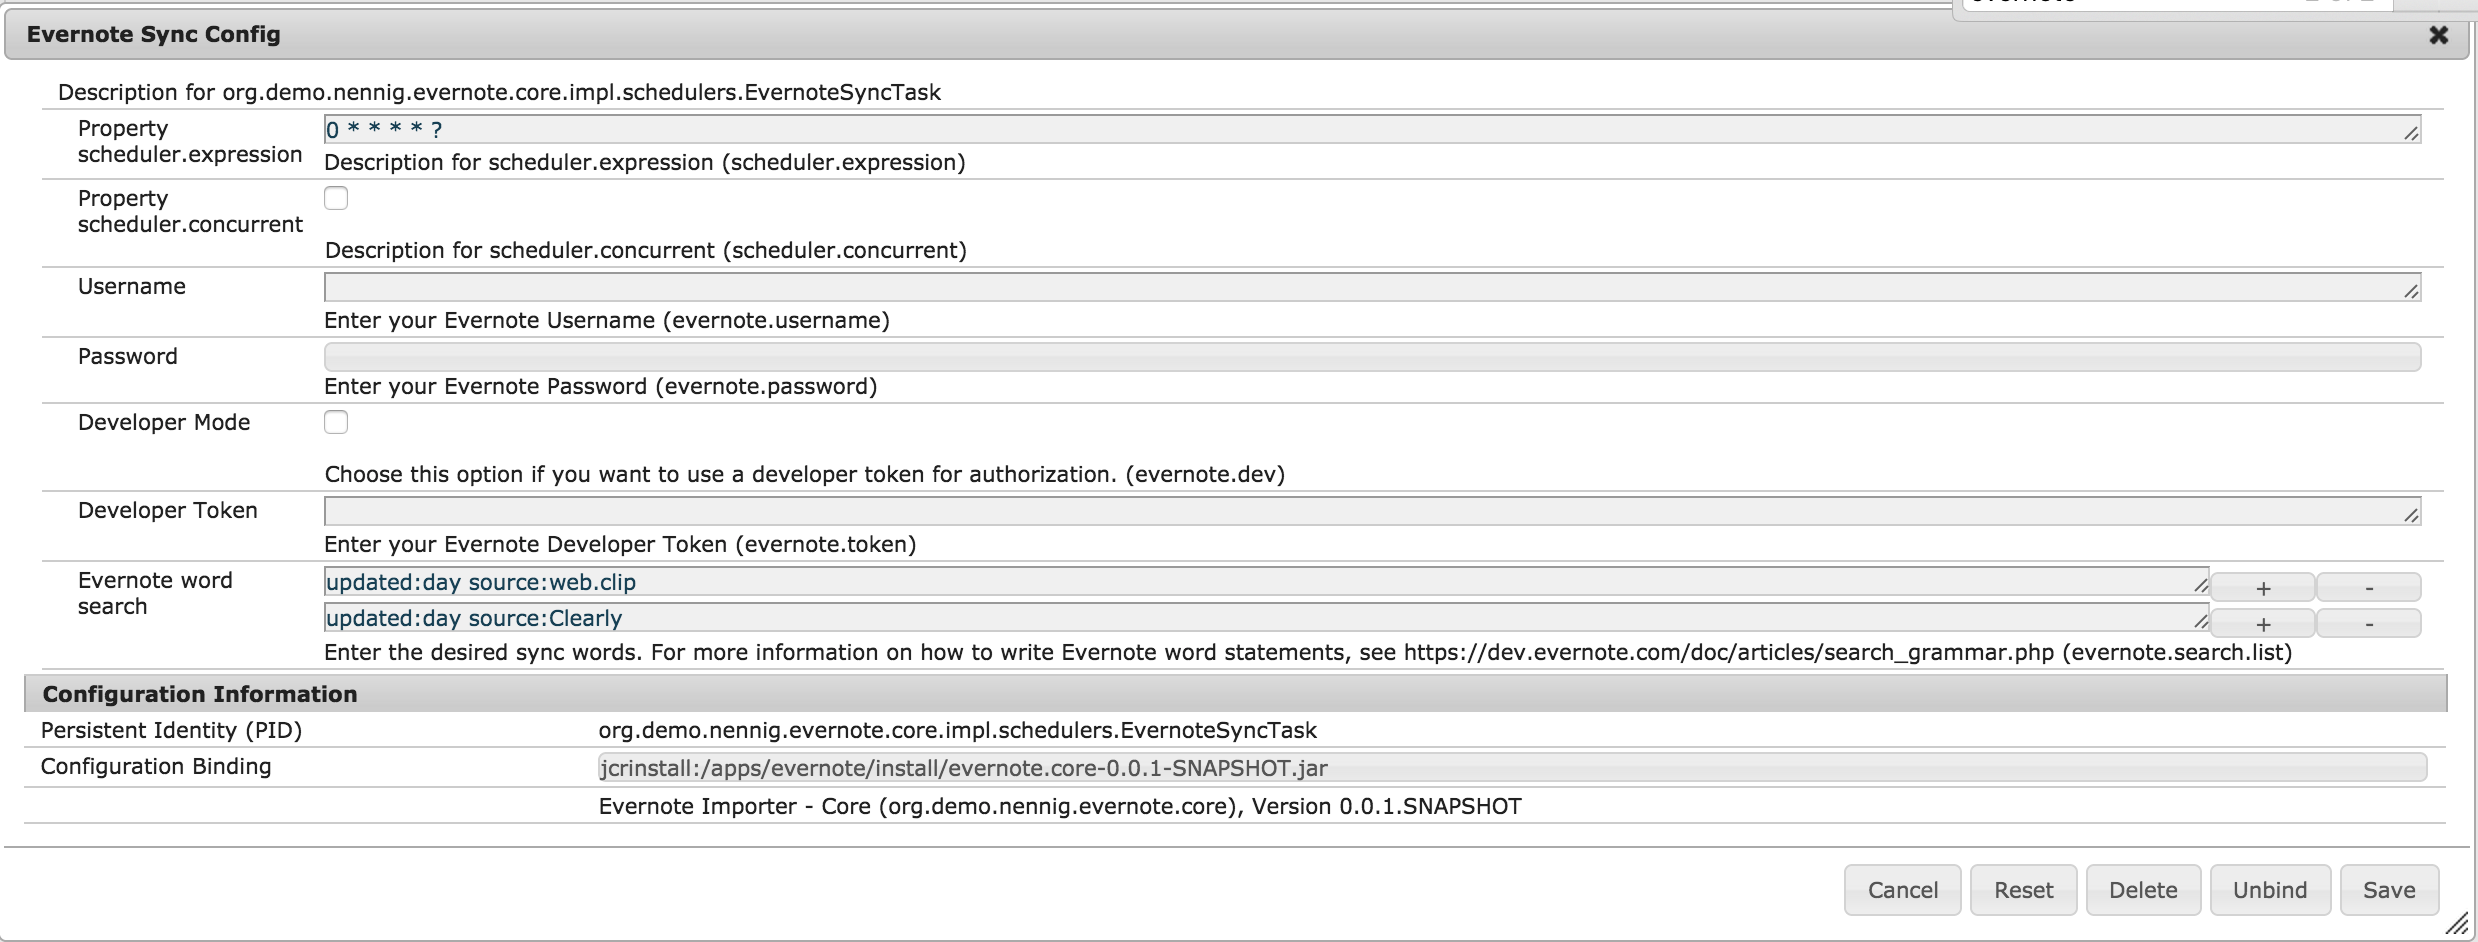 Evernote Sync Config
Description for org.demo.nennig.evernote.core.impl.schedulers.EvernoteSyncTask
Property scheduler.expression
0 * * * * ?
Description for scheduler.expression (scheduler.expression)
Property scheduler.concurrent
Description for scheduler.concurrent (scheduler.concurrent)
Username
Enter your Evernote Username (evernote.username)
Password
Enter your Evernote Password (evernote.password)
Developer Mode
Choose this option if you want to use a developer token for authorization. (evernote.dev)
Developer Token
Enter your Evernote Developer Token (evernote.token)
Evernote word search
updated:day source:web.clip
+ -
updated:day source:Clearly
+ -
Enter the desired sync words. For more information on how to write Evernote word statements, see https://dev.evernote.com/doc/articles/search_grammar.php (evernote.search.list)
Configuration Information
Persistent Identity (PID)
org.demo.nennig.evernote.core.impl.schedulers.EvernoteSyncTask
Configuration Binding
jcrinstall:/apps/evernote/install/evernote.core-0.0.1-SNAPSHOT.jar
Evernote Importer - Core (org.demo.nennig.evernote.core), Version 0.0.1.SNAPSHOT
Cancel Reset Delete Unbind Save